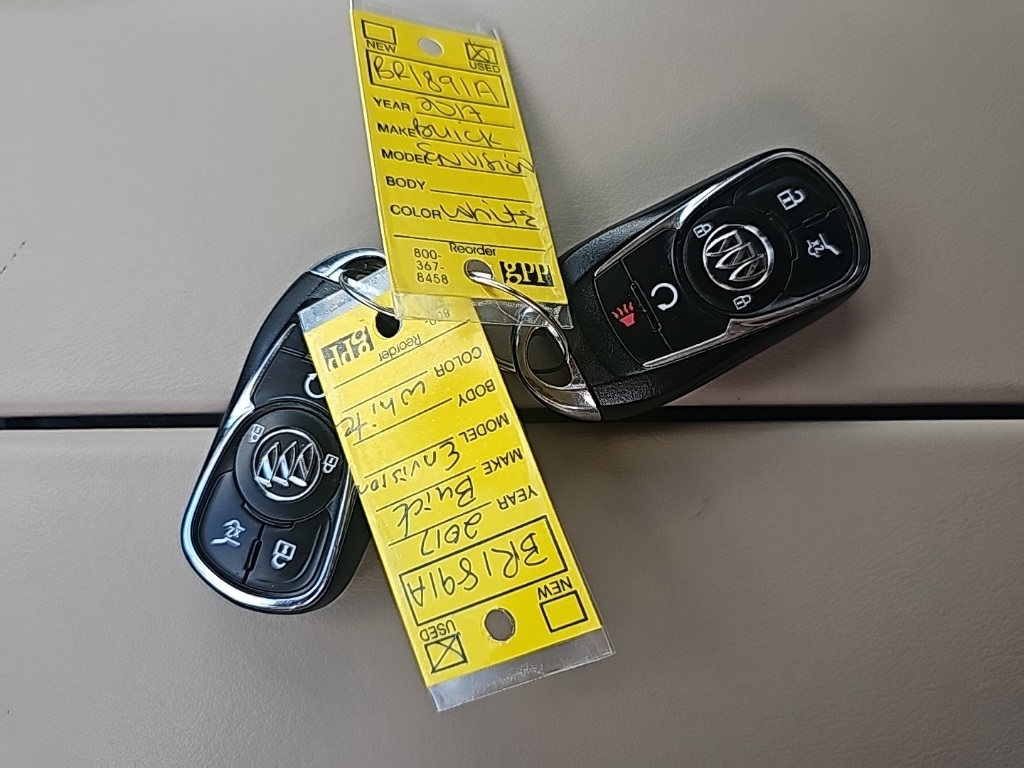 NEW
USED
BR1891A
YEAR 2017
MAKE Buick
MODEL Envision
BODY
COLOR White
Reorder
800-
367-
8458
gPP
gPP
Reorder
COLOR White
BODY
MODEL Envision
MAKE Buick
YEAR 2017
BR1891A
NEW
USED